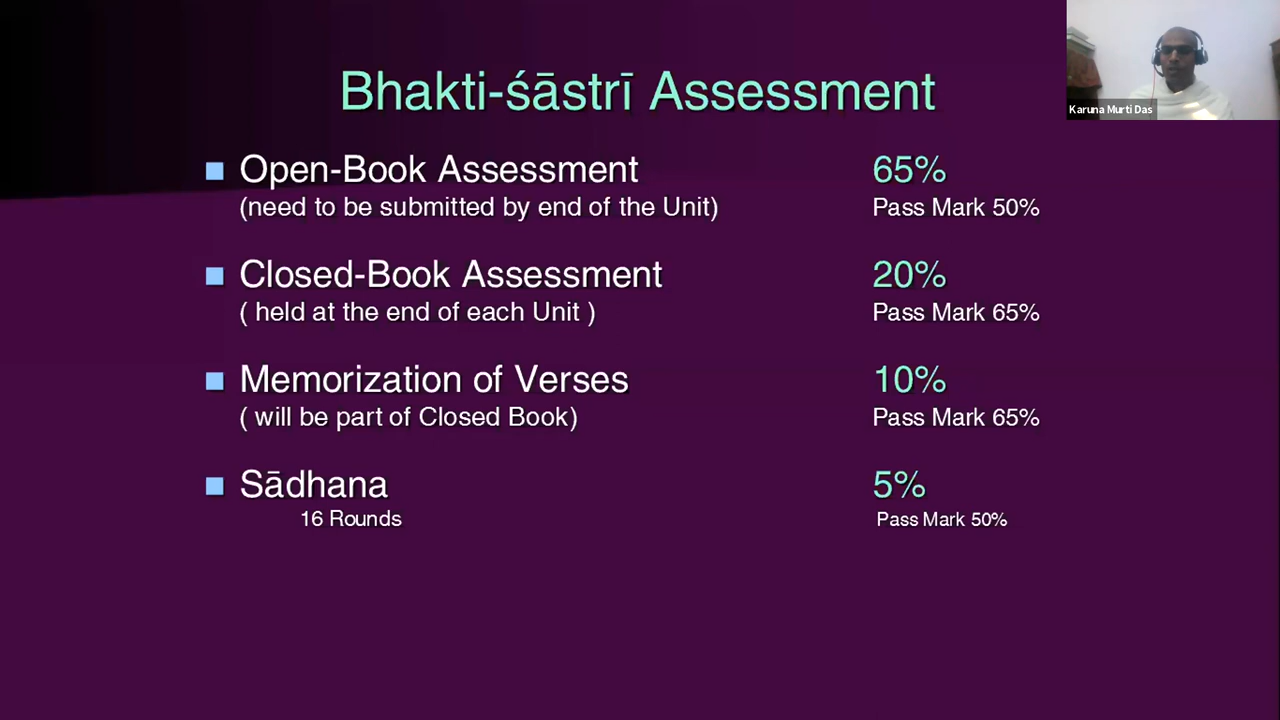 Bhakti-śāstrī Assessment
Karuna Murti Das
Open-Book Assessment 65%
(need to be submitted by end of the Unit) Pass Mark 50%
Closed-Book Assessment 20%
( held at the end of each Unit ) Pass Mark 65%
Memorization of Verses 10%
( will be part of Closed Book) Pass Mark 65%
Sādhana 5%
16 Rounds Pass Mark 50%